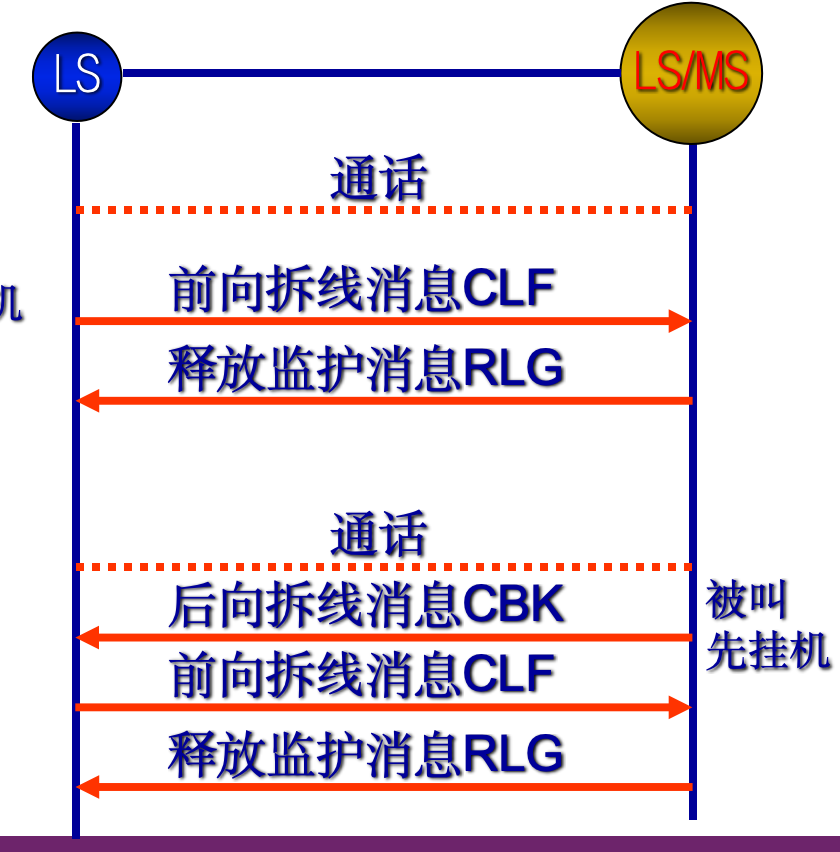 LS
LS/MS
通话
前向拆线消息CLF
机
释放监护消息RLG
通话
后向拆线消息CBK
被叫
先挂机
前向拆线消息CLF
释放监护消息RLG